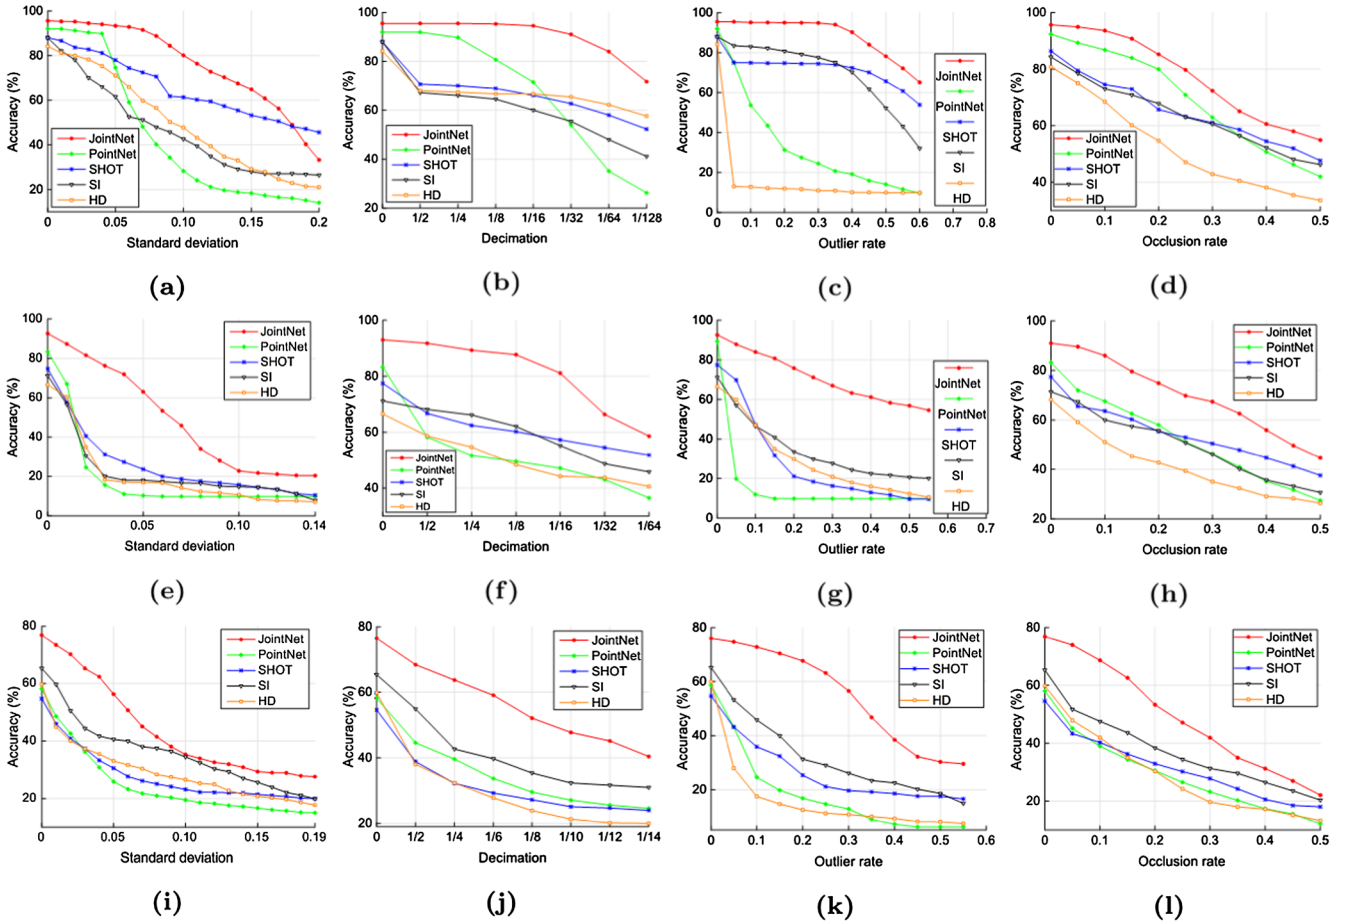 100
80
60
40
20
Accuracy (%)
JointNet
PointNet
SHOT
SI
HD
0 0.05 0.10 0.15 0.2
Standard deviation
(a)
100
80
60
40
20
Accuracy (%)
JointNet
PointNet
SHOT
SI
HD
0 1/2 1/4 1/8 1/16 1/32 1/64 1/128
Decimation
(b)
100
80
60
40
20
0
Accuracy (%)
JointNet
PointNet
SHOT
SI
HD
0 0.1 0.2 0.3 0.4 0.5 0.6 0.7 0.8
Outlier rate
(c)
100
80
60
40
Accuracy (%)
JointNet
PointNet
SHOT
SI
HD
0 0.1 0.2 0.3 0.4 0.5
Occlusion rate
(d)
100
80
60
40
20
0
Accuracy (%)
JointNet
PointNet
SHOT
SI
HD
0 0.05 0.10 0.14
Standard deviation
(e)
100
80
60
40
Accuracy (%)
JointNet
PointNet
SHOT
SI
HD
0 1/2 1/4 1/8 1/16 1/32 1/64
Decimation
(f)
100
80
60
40
20
0
Accuracy (%)
JointNet
PointNet
SHOT
SI
HD
0 0.1 0.2 0.3 0.4 0.5 0.6 0.7
Outlier rate
(g)
100
80
60
40
20
Accuracy (%)
JointNet
PointNet
SHOT
SI
HD
0 0.1 0.2 0.3 0.4 0.5
Occlusion rate
(h)
80
60
40
20
Accuracy (%)
JointNet
PointNet
SHOT
SI
HD
0 0.05 0.10 0.15 0.19
Standard deviation
(i)
80
60
40
20
Accuracy (%)
JointNet
PointNet
SHOT
SI
HD
0 1/2 1/4 1/6 1/8 1/10 1/12 1/14
Decimation
(j)
80
60
40
20
Accuracy (%)
JointNet
PointNet
SHOT
SI
HD
0 0.1 0.2 0.3 0.4 0.5 0.6
Outlier rate
(k)
80
60
40
20
Accuracy (%)
JointNet
PointNet
SHOT
SI
HD
0 0.1 0.2 0.3 0.4 0.5
Occlusion rate
(l)